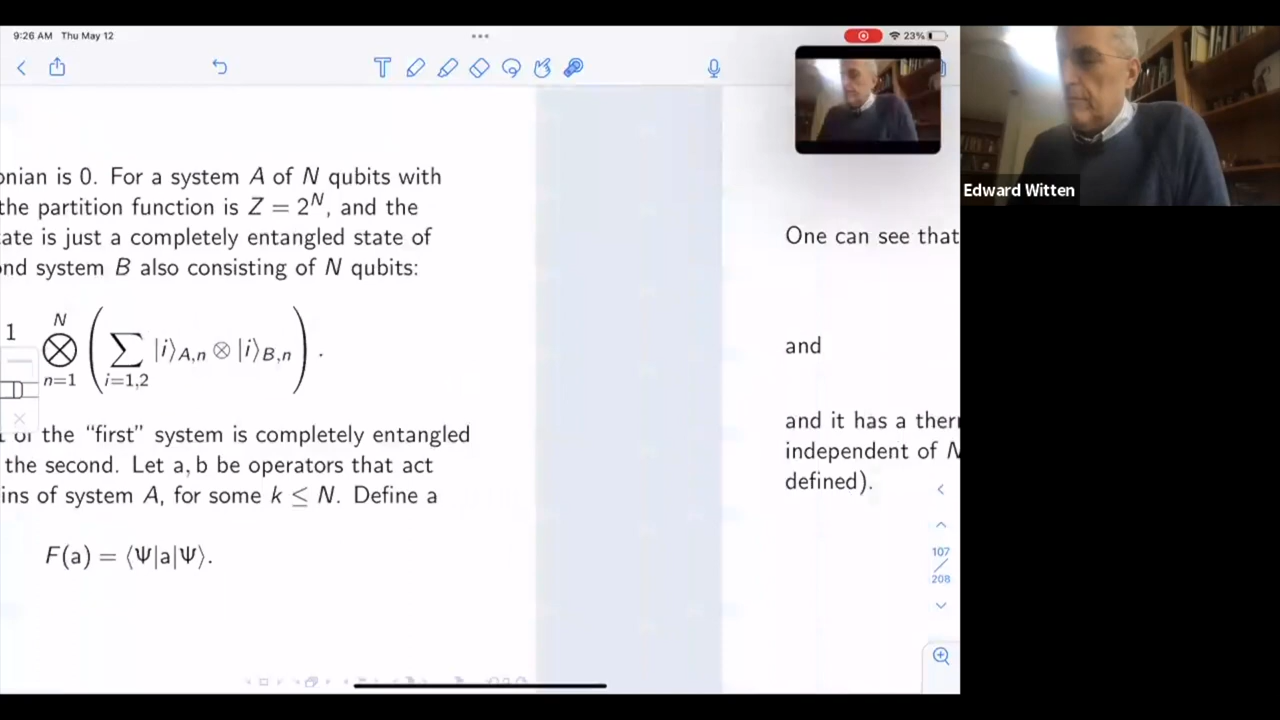 9:26 AM Thu May 12
23%
onian is 0. For a system A of N qubits with
the partition function is Z = 2^N, and the
ate is just a completely entangled state of
nd system B also consisting of N qubits:
1 ⊗_{n=1}^{N} ( ∑_{i=1,2} |i⟩_{A,n} ⊗ |i⟩_{B,n} ) .
of the “first” system is completely entangled
the second. Let a, b be operators that act
ins of system A, for some k ≤ N. Define a
F(a) = ⟨Ψ|a|Ψ⟩.
One can see that
and
and it has a ther
independent of N
defined).
107
208
Edward Witten